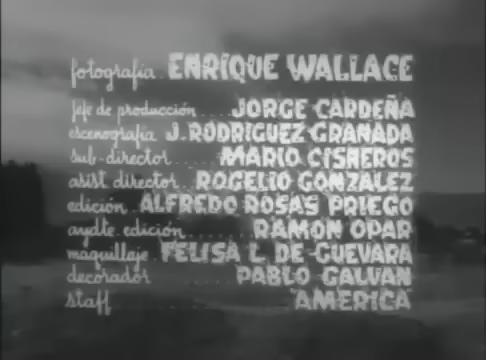 fotografía. ENRIQUE WALLACE
jefe de producción.... JORGE CARDEÑA
escenografía J. RODRIGUEZ GRANADA
sub-director..... MARIO CISNEROS
asist. director.. ROGELIO GONZALEZ
edición. ALFREDO ROSAS PRIEGO
aydte. edición..... RAMON OPAR
maquillaje. FELISA L. DE GUEVARA
decorador ....... PABLO GALVAN
staff ............. AMERICA